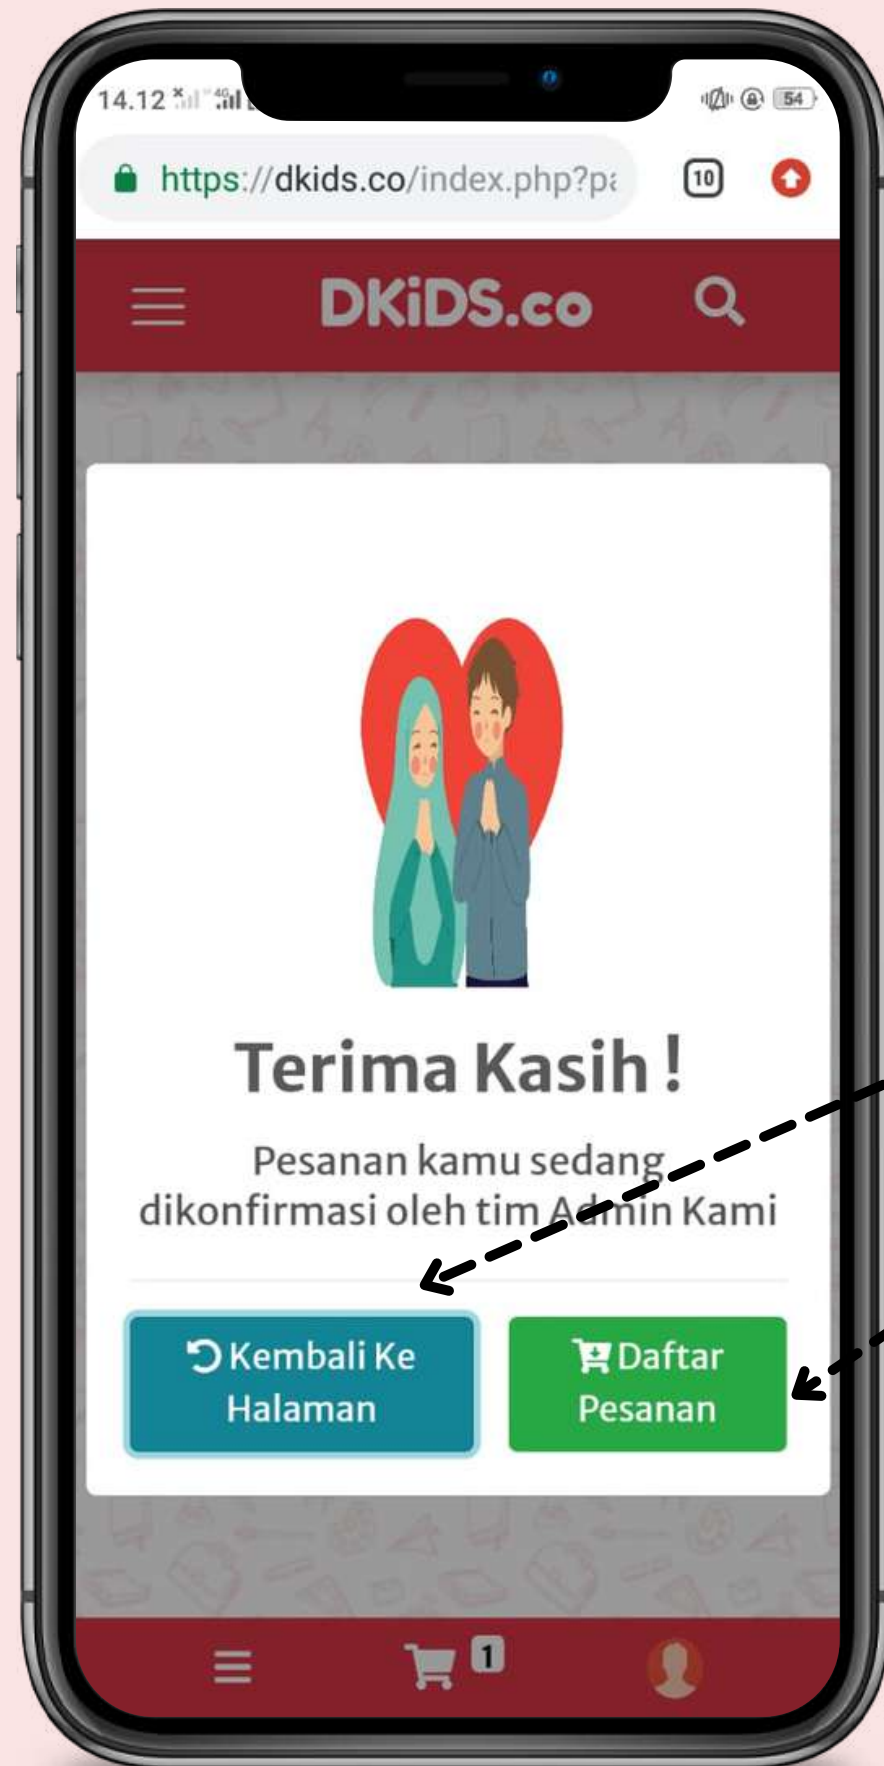 14.12 4G 54
https://dkids.co/index.php?pa 10
DKiDS.co
Terima Kasih !
Pesanan kamu sedang
dikonfirmasi oleh tim Admin Kami
Kembali Ke
Halaman
Daftar
Pesanan
1